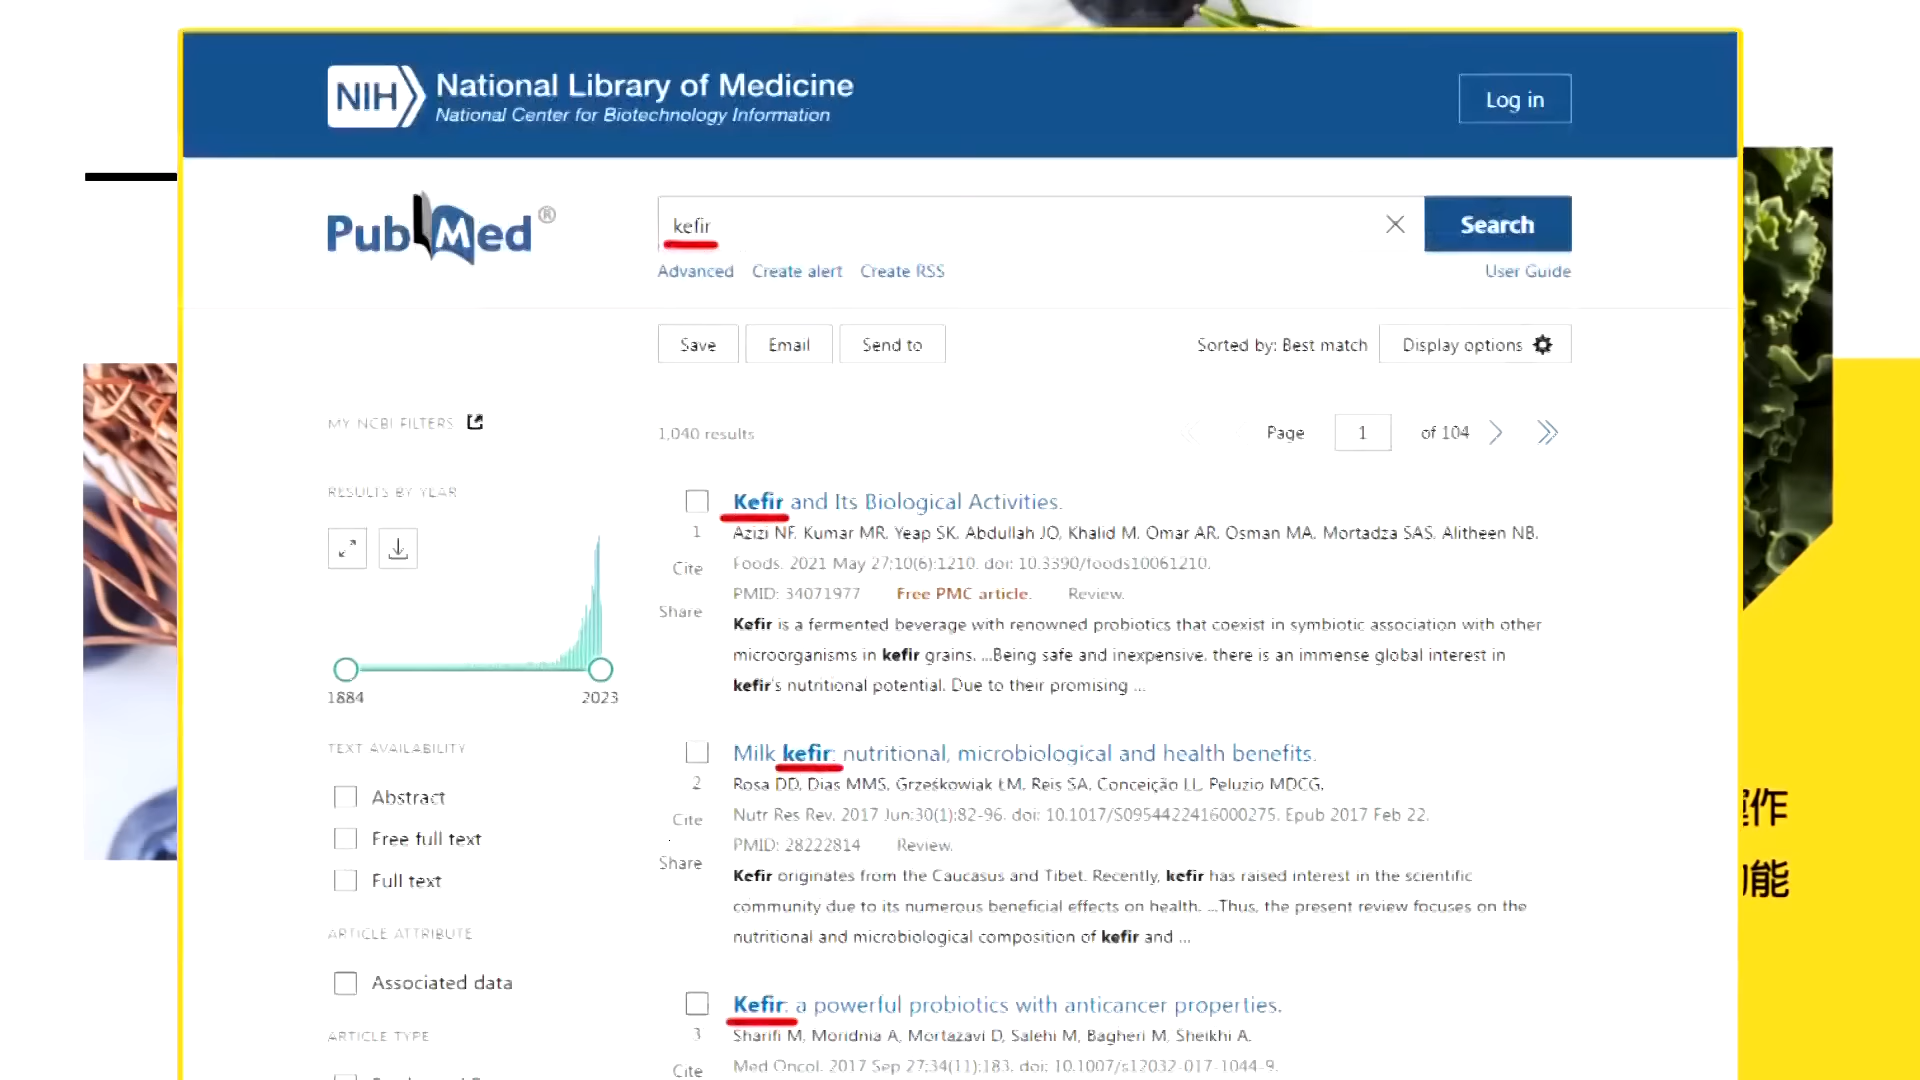 NIH National Library of Medicine
National Center for Biotechnology Information
Log in
PubMed®
kefir
Search
Advanced Create alert Create RSS
User Guide
Save Email Send to
Sorted by: Best match
Display options
MY NCBI FILTERS
1,040 results
Page 1 of 104
RESULTS BY YEAR
1884 2023
Kefir and Its Biological Activities.
1
Azizi NF, Kumar MR, Yeap SK, Abdullah JO, Khalid M, Omar AR, Osman MA, Mortadza SAS, Alitheen NB.
Cite
Foods. 2021 May 27;10(6):1210. doi: 10.3390/foods10061210.
PMID: 34071977 Free PMC article. Review.
Share
Kefir is a fermented beverage with renowned probiotics that coexist in symbiotic association with other
microorganisms in kefir grains. ...Being safe and inexpensive, there is an immense global interest in
kefir's nutritional potential. Due to their promising ...
TEXT AVAILABILITY
Abstract
Free full text
Full text
Milk kefir: nutritional, microbiological and health benefits.
2
Rosa DD, Dias MMS, Grześkowiak ŁM, Reis SA, Conceição LL, Peluzio MDCG.
Cite
Nutr Res Rev. 2017 Jun;30(1):82-96. doi: 10.1017/S0954422416000275. Epub 2017 Feb 22.
PMID: 28222814 Review.
Share
Kefir originates from the Caucasus and Tibet. Recently, kefir has raised interest in the scientific
community due to its numerous beneficial effects on health. ...Thus, the present review focuses on the
nutritional and microbiological composition of kefir and ...
ARTICLE ATTRIBUTE
Associated data
ARTICLE TYPE
Kefir: a powerful probiotics with anticancer properties.
3
Sharifi M, Moridnia A, Mortazavi D, Salehi M, Bagheri M, Sheikhi A.
Cite
Med Oncol. 2017 Sep 27;34(11):183. doi: 10.1007/s12032-017-1044-9.
作
能